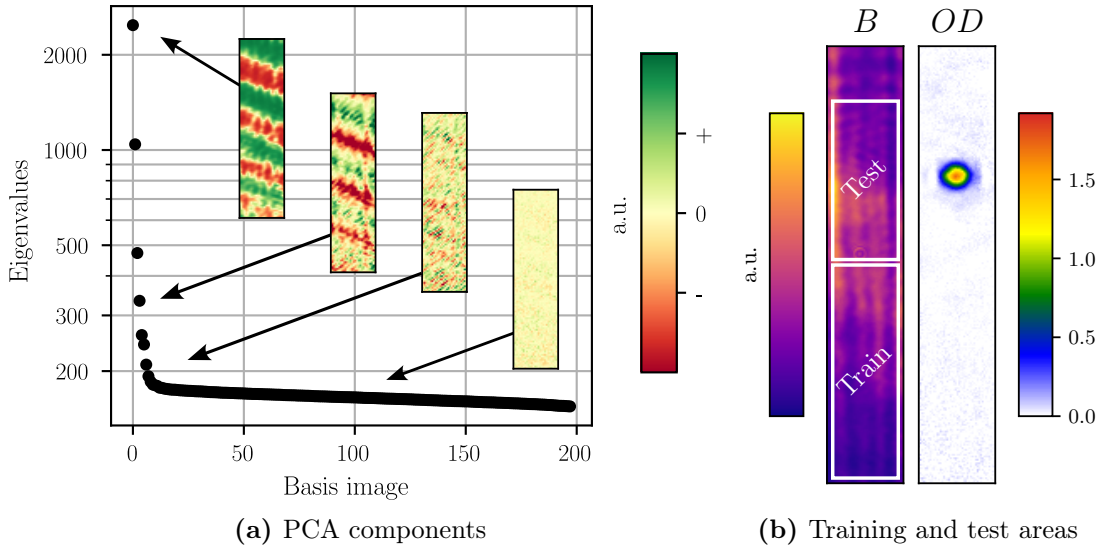 B
OD
2000
1000
500
300
200
Eigenvalues
0
50
100
150
200
Basis image
+
0
-
a.u.
a.u.
Test
Train
1.5
1.0
0.5
0.0
(a) PCA components
(b) Training and test areas